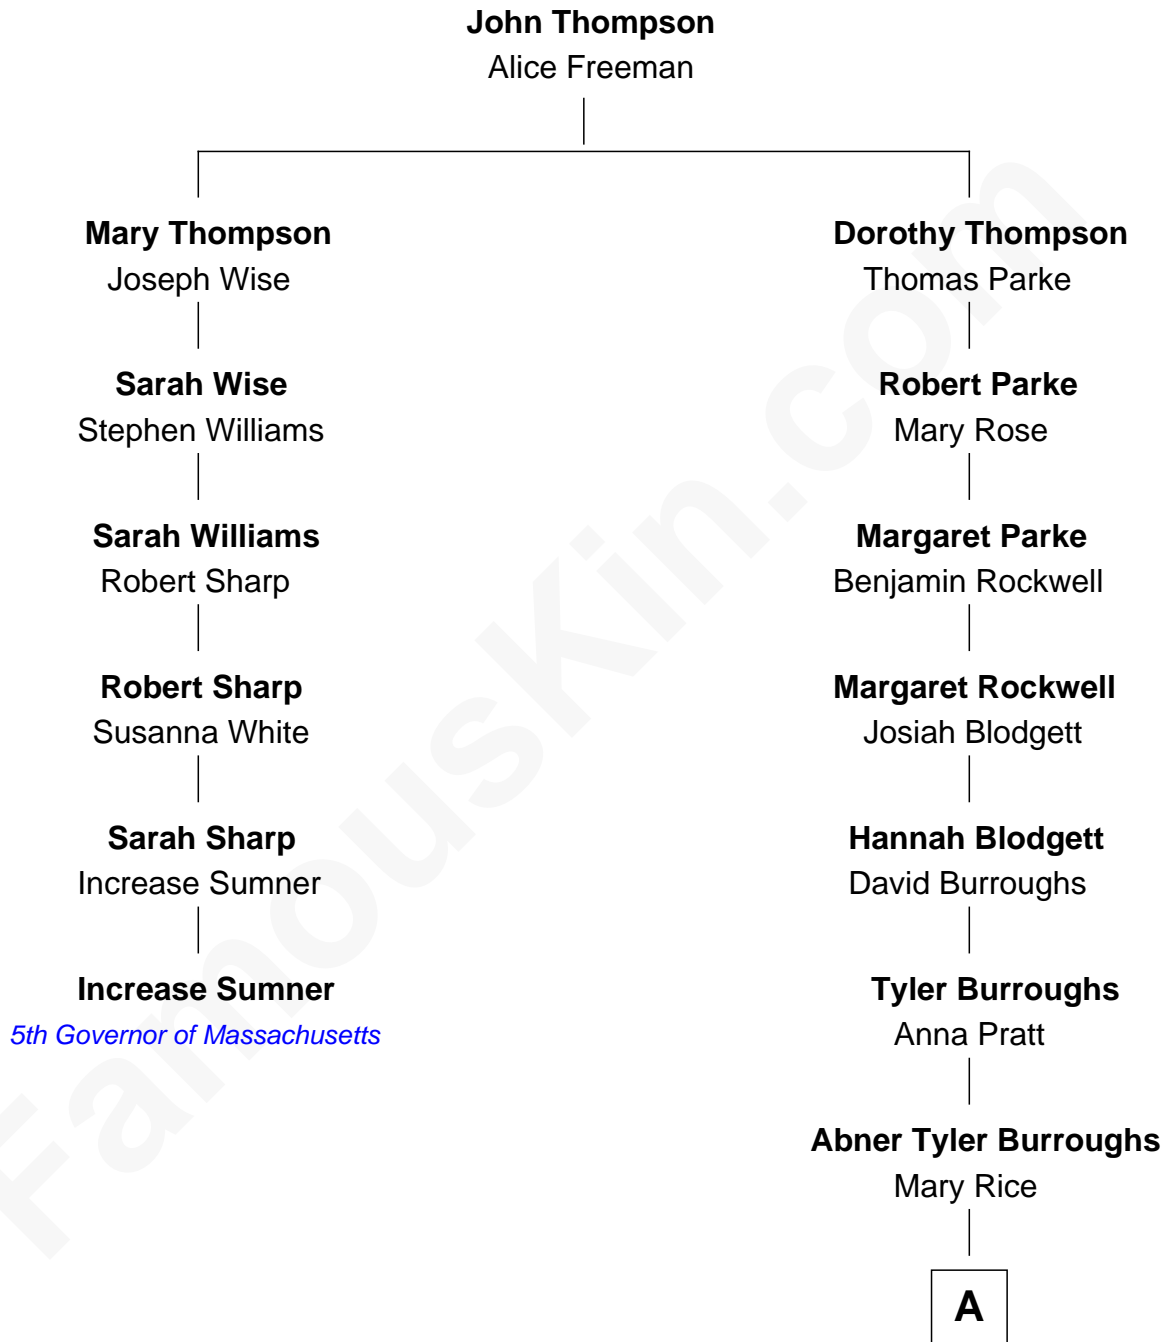 John Thompson
Alice Freeman
Mary Thompson
Joseph Wise
Dorothy Thompson
Thomas Parke
Sarah Wise
Stephen Williams
Robert Parke
Mary Rose
Sarah Williams
Robert Sharp
Margaret Parke
Benjamin Rockwell
Robert Sharp
Susanna White
Margaret Rockwell
Josiah Blodgett
Sarah Sharp
Increase Sumner
Hannah Blodgett
David Burroughs
Increase Sumner
5th Governor of Massachusetts
Tyler Burroughs
Anna Pratt
Abner Tyler Burroughs
Mary Rice
A
FamousKin.com